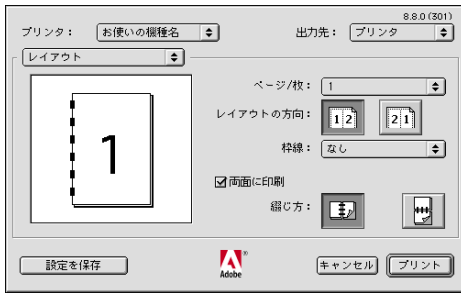 8.8.0 (301)
プリンタ： お使いの機種名 出力先： プリンタ
レイアウト
ページ/枚： 1
レイアウトの方向： 1 2 2 1
1
枠線： なし
両面に印刷
綴じ方：
設定を保存 Adobe キャンセル プリント